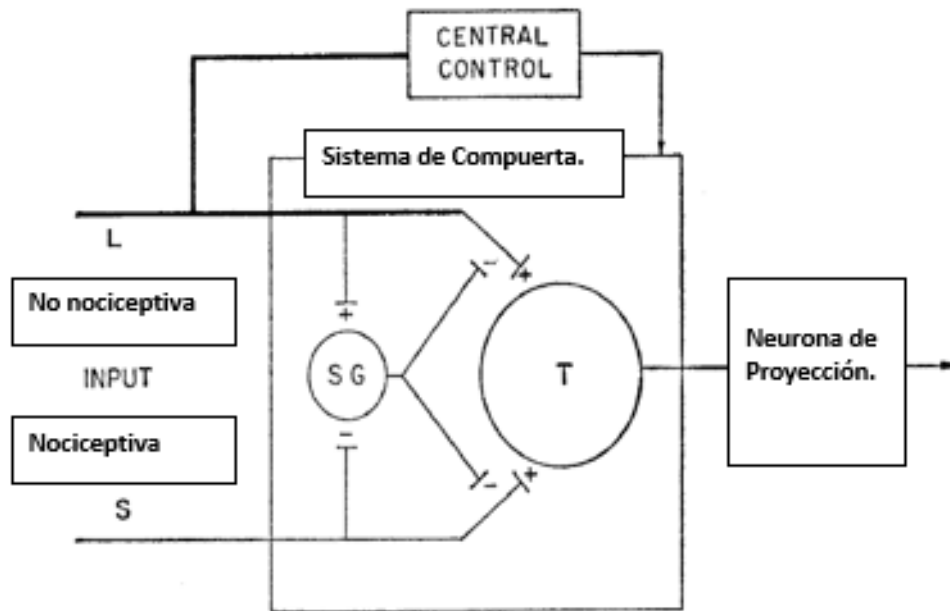 CENTRAL
CONTROL
Sistema de Compuerta.
L
No nociceptiva
INPUT
Nociceptiva
S
+
S G
-
-
+
-
+
T
Neurona de
Proyección.